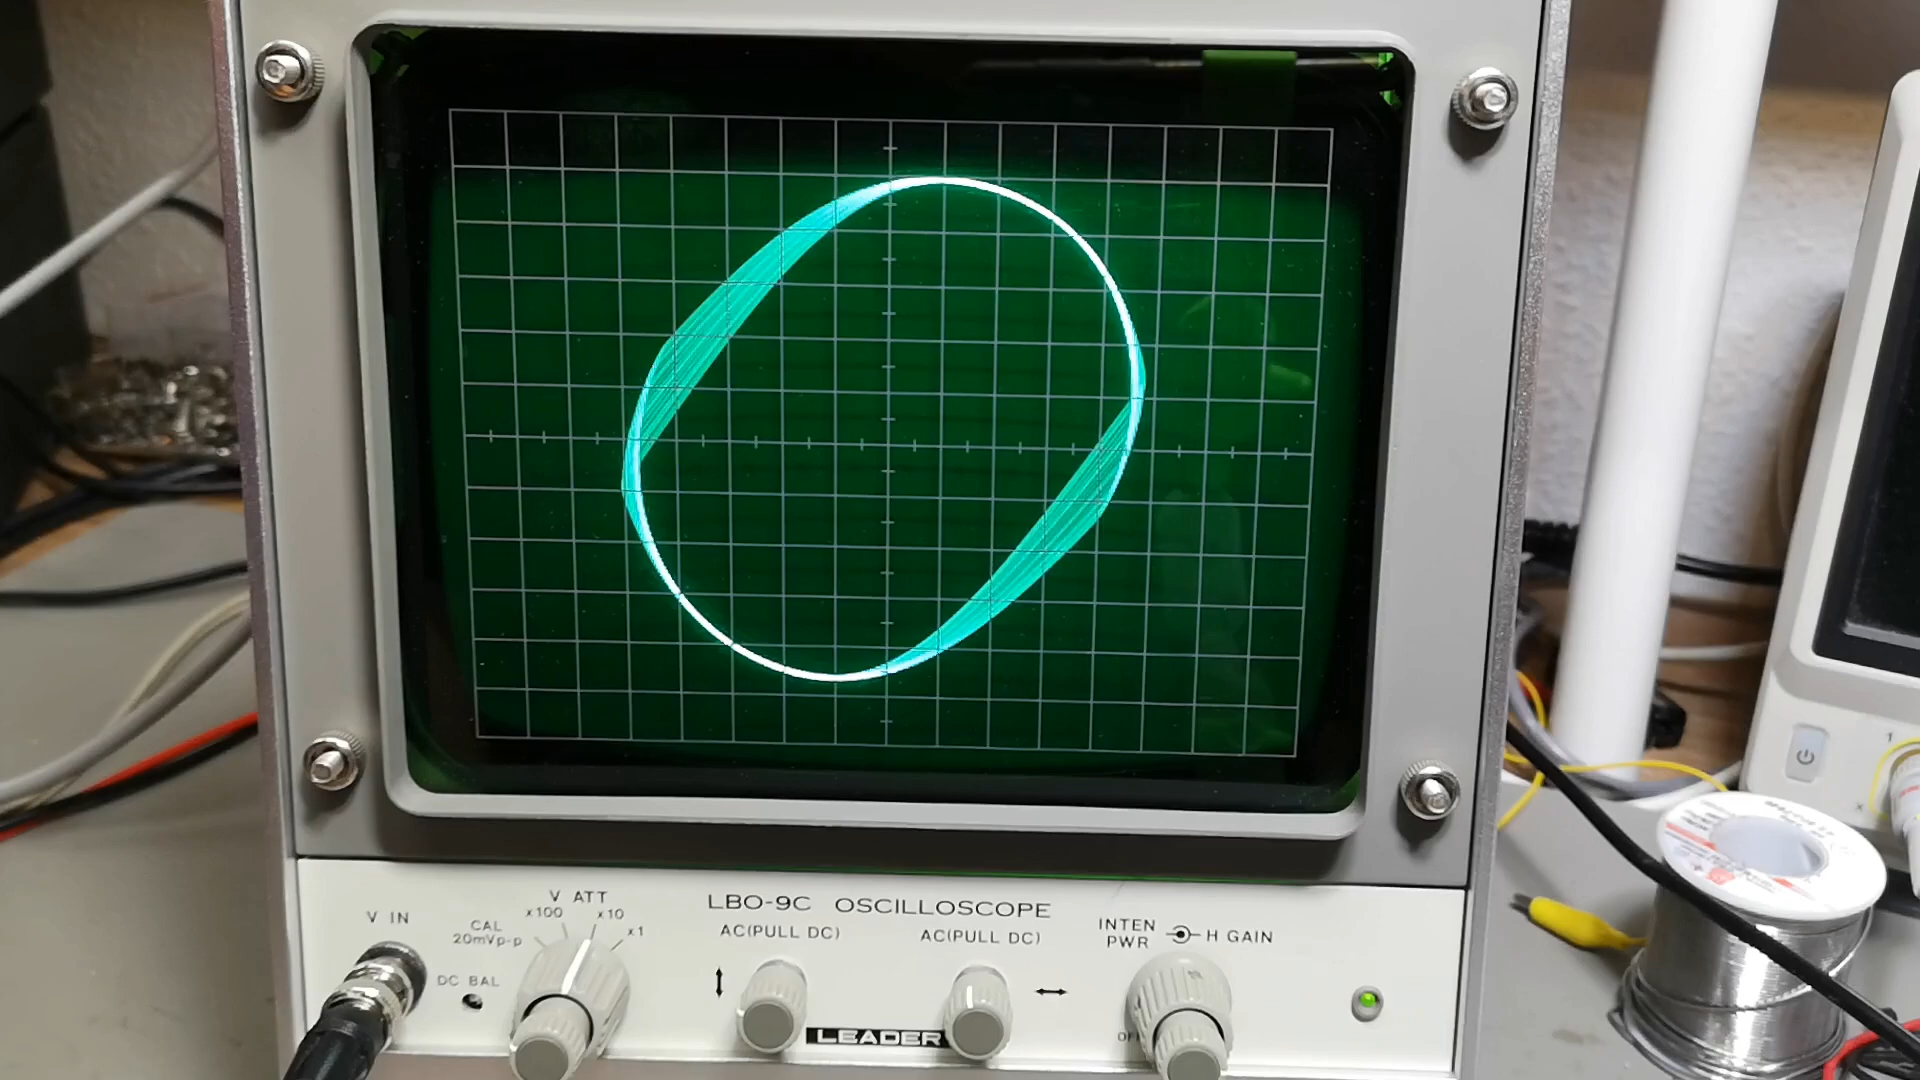 V IN
CAL
20mVp-p
DC BAL
V ATT
x100
x10
x1
LBO-9C OSCILLOSCOPE
AC(PULL DC)
AC(PULL DC)
INTEN
PWR
H GAIN
LEADER
1